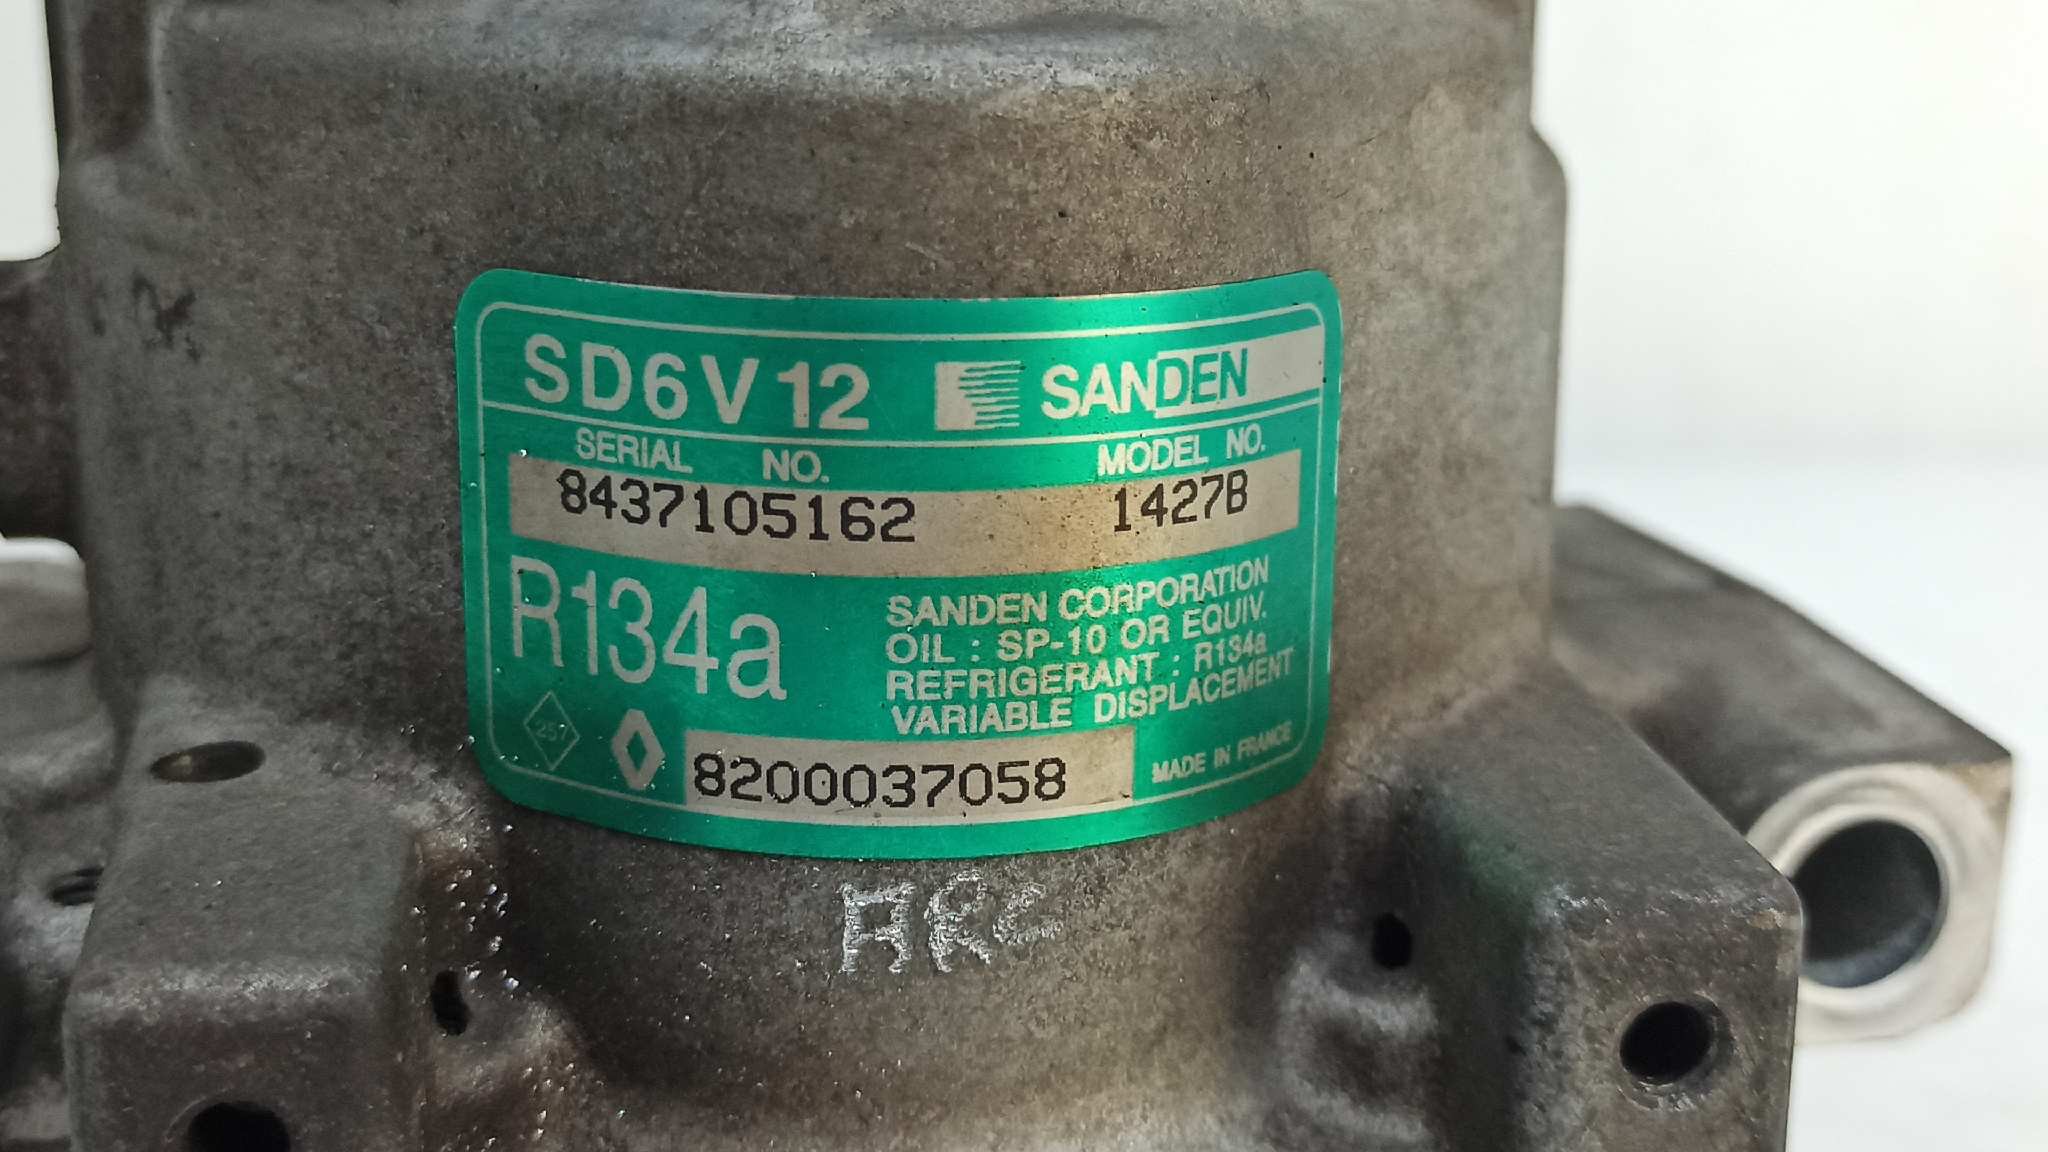 SD6V12 SANDEN
SERIAL NO. MODEL NO.
8437105162 1427B
R134a
SANDEN CORPORATION
OIL : SP-10 OR EQUIV.
REFRIGERANT : R134a
VARIABLE DISPLACEMENT
257
8200037058
MADE IN FRANCE
ARC